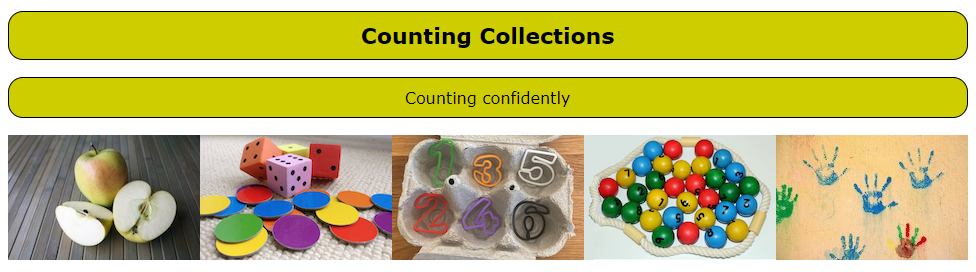 Counting Collections
Counting confidently
1 3 5
2 4 6